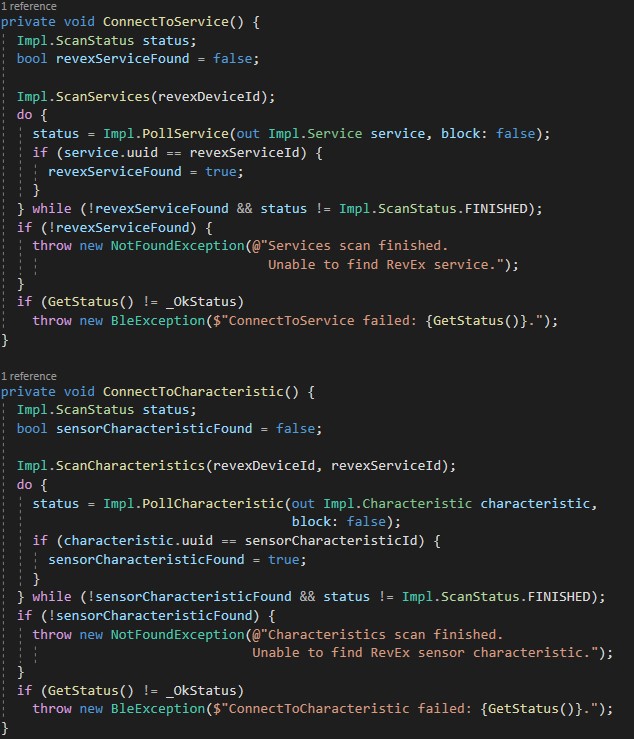 1 reference
private void ConnectToService() {
Impl.ScanStatus status;
bool revexServiceFound = false;
Impl.ScanServices(revexDeviceId);
do {
status = Impl.PollService(out Impl.Service service, block: false);
if (service.uuid == revexServiceId) {
revexServiceFound = true;
}
} while (!revexServiceFound && status != Impl.ScanStatus.FINISHED);
if (!revexServiceFound) {
throw new NotFoundException(@"Services scan finished.
Unable to find RevEx service.");
}
if (GetStatus() != _OkStatus)
throw new BleException($"ConnectToService failed: {GetStatus()}.");
}
1 reference
private void ConnectToCharacteristic() {
Impl.ScanStatus status;
bool sensorCharacteristicFound = false;
Impl.ScanCharacteristics(revexDeviceId, revexServiceId);
do {
status = Impl.PollCharacteristic(out Impl.Characteristic characteristic,
block: false);
if (characteristic.uuid == sensorCharacteristicId) {
sensorCharacteristicFound = true;
}
} while (!sensorCharacteristicFound && status != Impl.ScanStatus.FINISHED);
if (!sensorCharacteristicFound) {
throw new NotFoundException(@"Characteristics scan finished.
Unable to find RevEx sensor characteristic.");
}
if (GetStatus() != _OkStatus)
throw new BleException($"ConnectToCharacteristic failed: {GetStatus()}.");
}